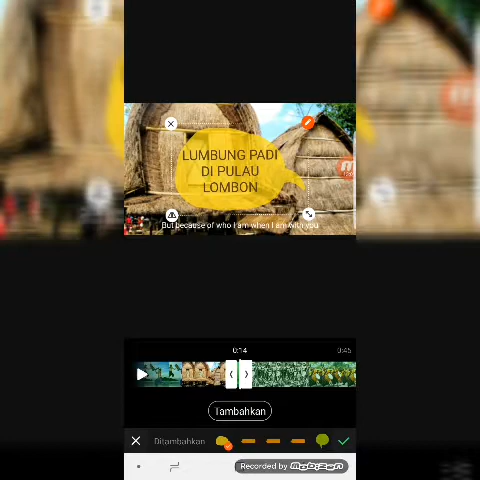 LUMBUNG PADI
DI PULAU
LOMBON
But because of who I am when I am with you
0:14
0:45
Tambahkan
Ditambahkan
Recorded by mobizen